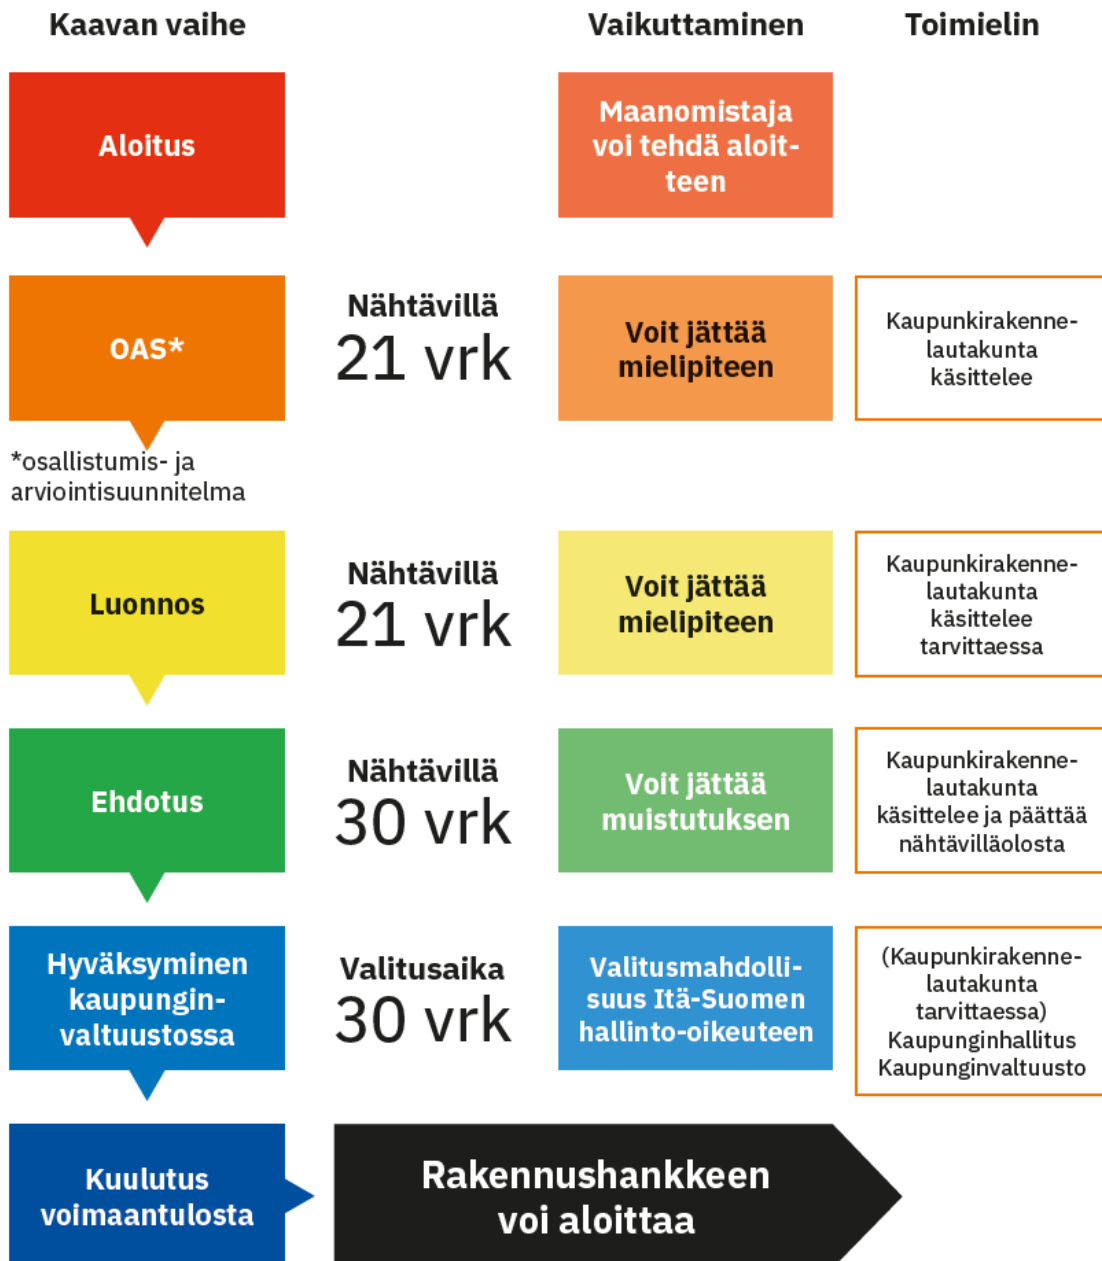 Kaavan vaihe
Vaikuttaminen
Toimielin
Aloitus
Maanomistaja
voi tehdä aloit-
teen
OAS*
Nähtävillä
21 vrk
Voit jättää
mielipiteen
Kaupunkirakenne-
lautakunta
käsittelee
*osallistumis- ja
arviointisuunnitelma
Luonnos
Nähtävillä
21 vrk
Voit jättää
mielipiteen
Kaupunkirakenne-
lautakunta
käsittelee
tarvittaessa
Ehdotus
Nähtävillä
30 vrk
Voit jättää
muistutuksen
Kaupunkirakenne-
lautakunta
käsittelee ja päättää
nähtävilläolosta
Hyväksyminen
kaupungin-
valtuustossa
Valitusaika
30 vrk
Valitusmahdolli-
suus Itä-Suomen
hallinto-oikeuteen
(Kaupunkirakenne-
lautakunta
tarvittaessa)
Kaupunginhallitus
Kaupunginvaltuusto
Kuulutus
voimaantulosta
Rakennushankkeen
voi aloittaa